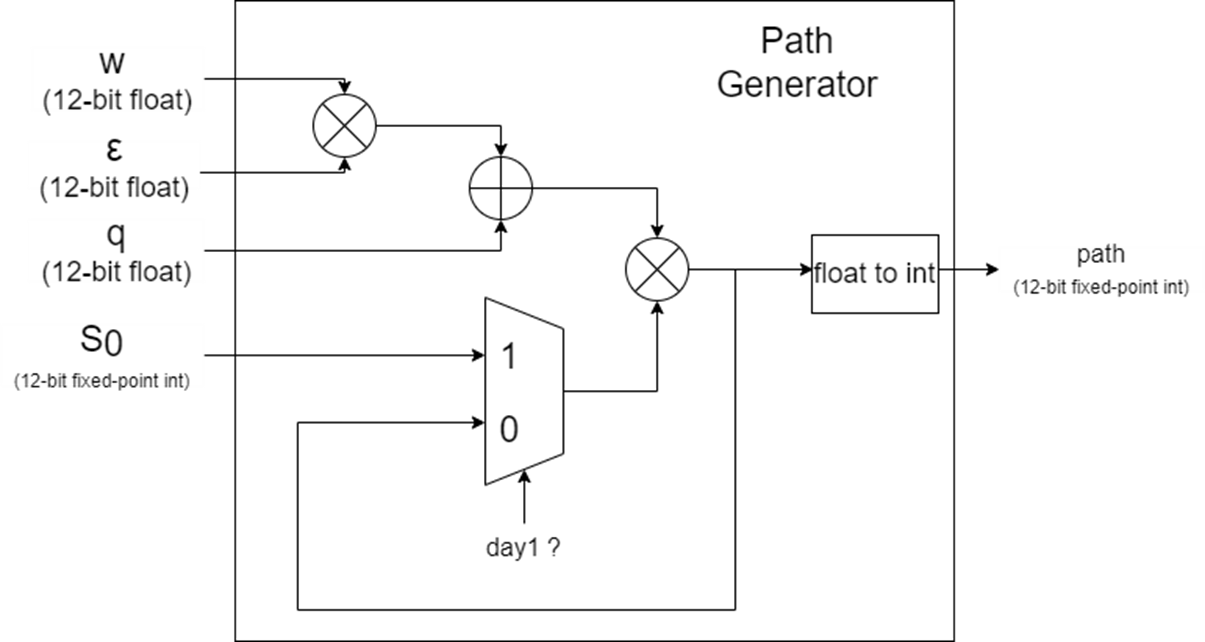 Path
Generator
w
(12-bit float)
ε
(12-bit float)
q
(12-bit float)
S0
(12-bit fixed-point int)
1
0
day1 ?
float to int
path
(12-bit fixed-point int)